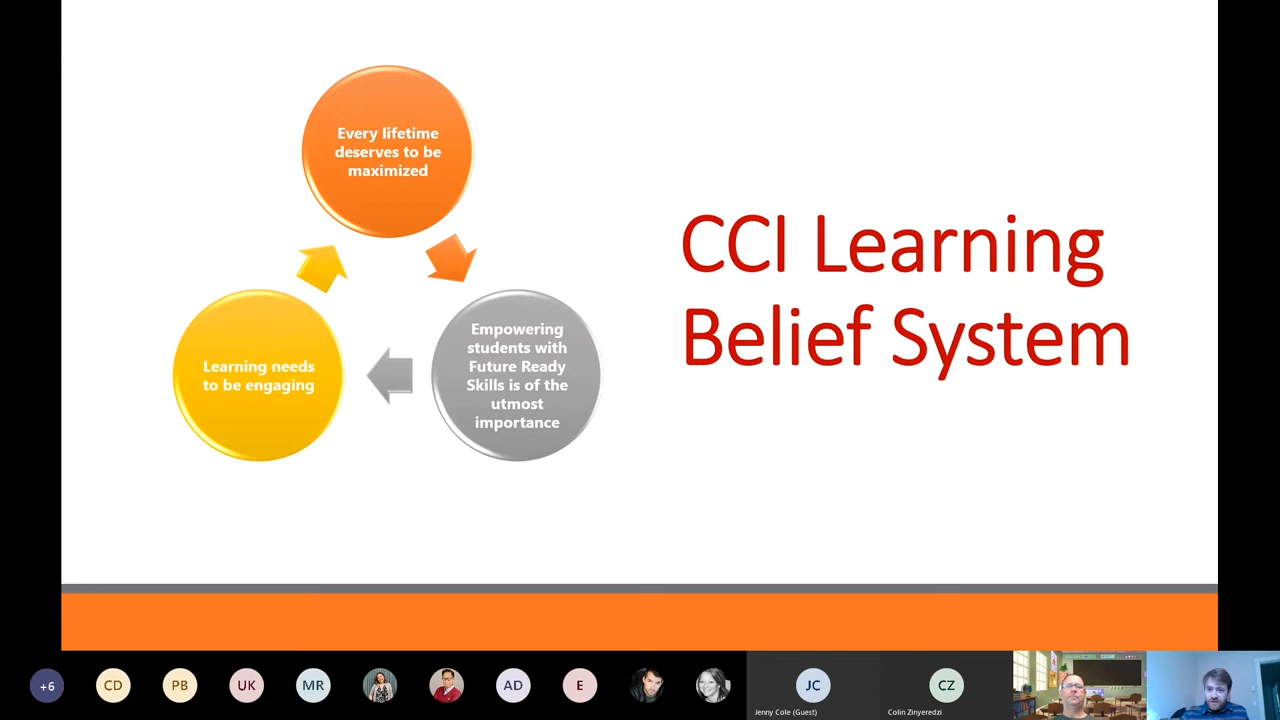 Every lifetime
deserves to be
maximized
Empowering
students with
Future Ready
Skills is of the
utmost
importance
Learning needs
to be engaging
CCI Learning
Belief System
+6
CD
PB
UK
MR
AD
E
JC
Jenny Cole (Guest)
CZ
Colin Zinyeredzi